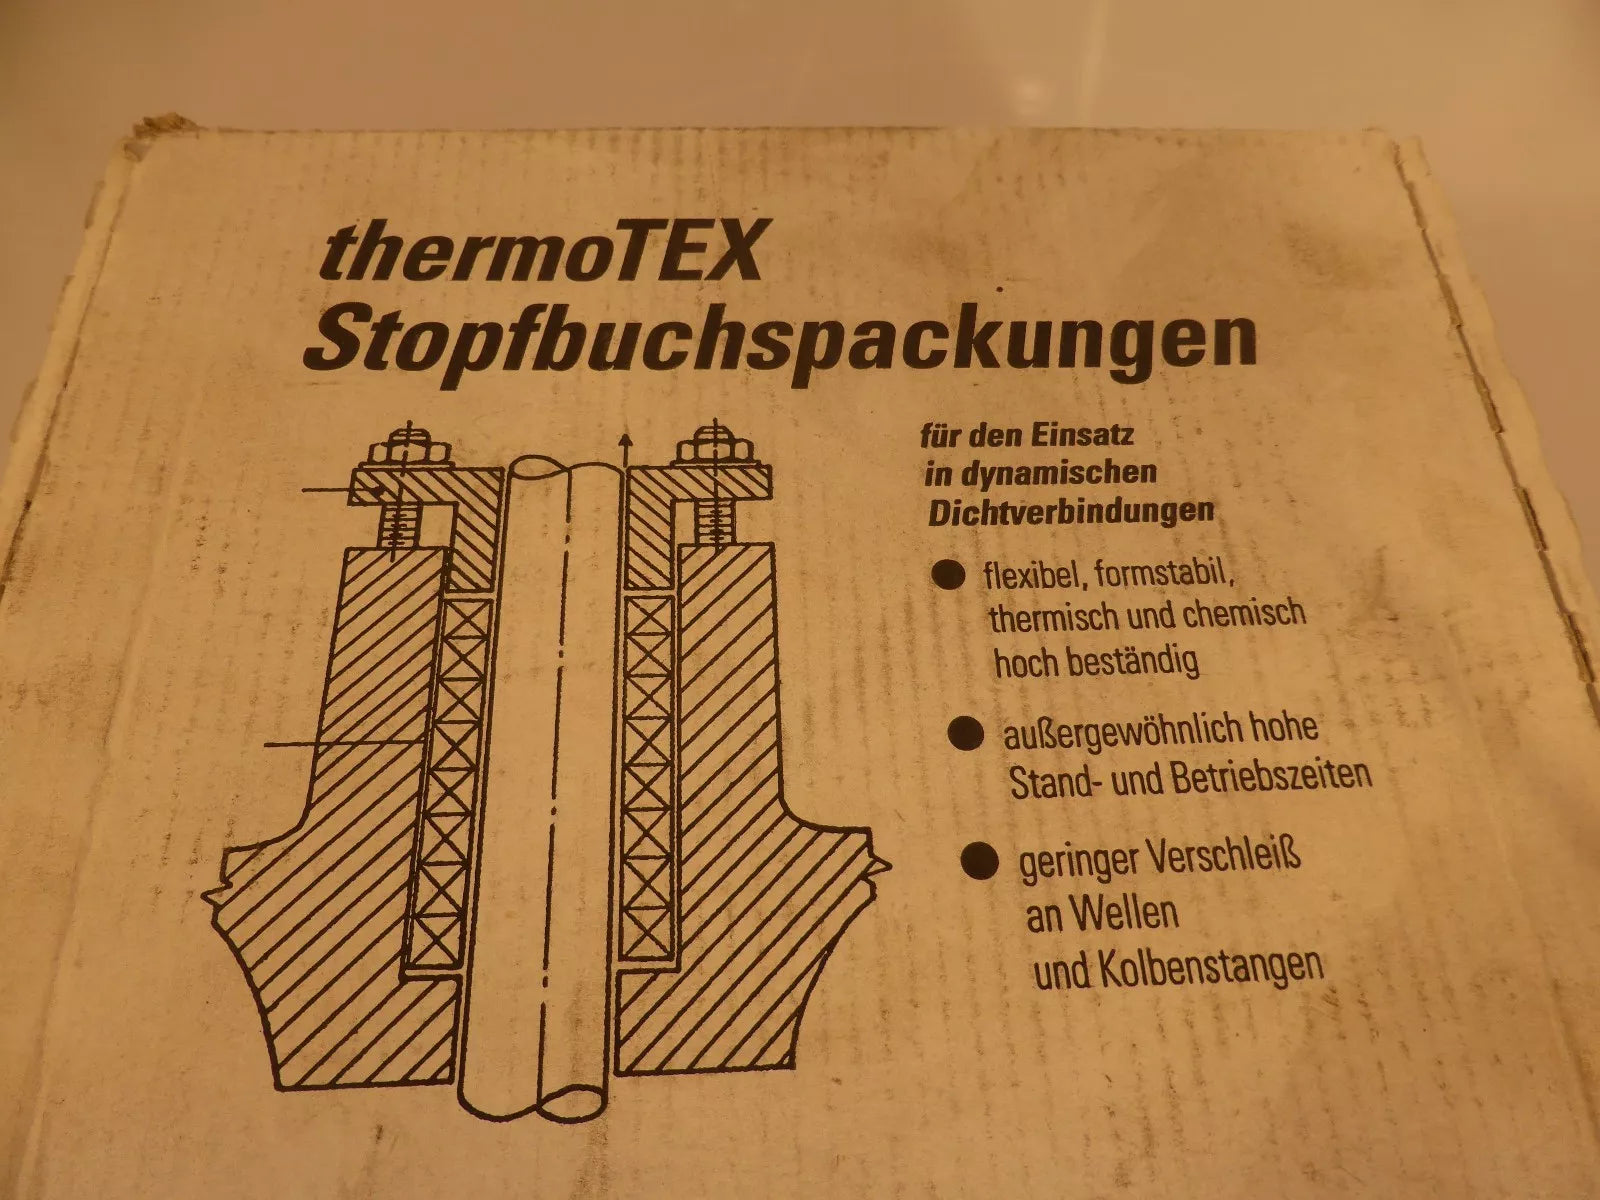 thermoTEX
Stopfbuchspackungen
für den Einsatz
in dynamischen
Dichtverbindungen
● flexibel, formstabil,
thermisch und chemisch
hoch beständig
● außergewöhnlich hohe
Stand- und Betriebszeiten
● geringer Verschleiß
an Wellen
und Kolbenstangen